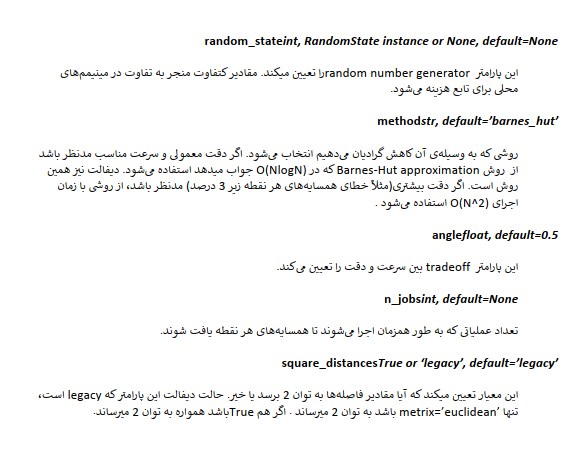 random_stateint, RandomState instance or None, default=None
این پارامتر random number generator را تعیین میکند. مقادیر کتفاوت منجر به تفاوت در مینیمم‌های
محلی برای تابع هزینه می‌شود.
methodstr, default=’barnes_hut’
روشی که به وسیله‌ی آن کاهش گرادیان می‌دهیم انتخاب می‌شود. اگر دقت معمولی و سرعت مناسب مدنظر باشد
از روش Barnes-Hut approximation که در O(NlogN) جواب میدهد استفاده می‌شود. دیفالت نیز همین
روش است. اگر دقت بیشتری(مثلاً خطای همسایه‌های هر نقطه زیر 3 درصد) مدنظر باشد، از روشی با زمان
اجرای O(N^2) استفاده می‌شود .
anglefloat, default=0.5
این پارامتر tradeoff بین سرعت و دقت را تعیین می‌کند.
n_jobsint, default=None
تعداد عملیاتی که به طور همزمان اجرا می‌شوند تا همسایه‌های هر نقطه یافت شوند.
square_distancesTrue or ‘legacy’, default=’legacy’
این معیار تعیین میکند که آیا مقادیر فاصله‌ها به توان 2 برسد یا خیر. حالت دیفالت این پارامتر که legacy است،
تنها metrix=’euclidean’ باشد به توان 2 میرساند . اگر هم True باشد همواره به توان 2 میرساند.